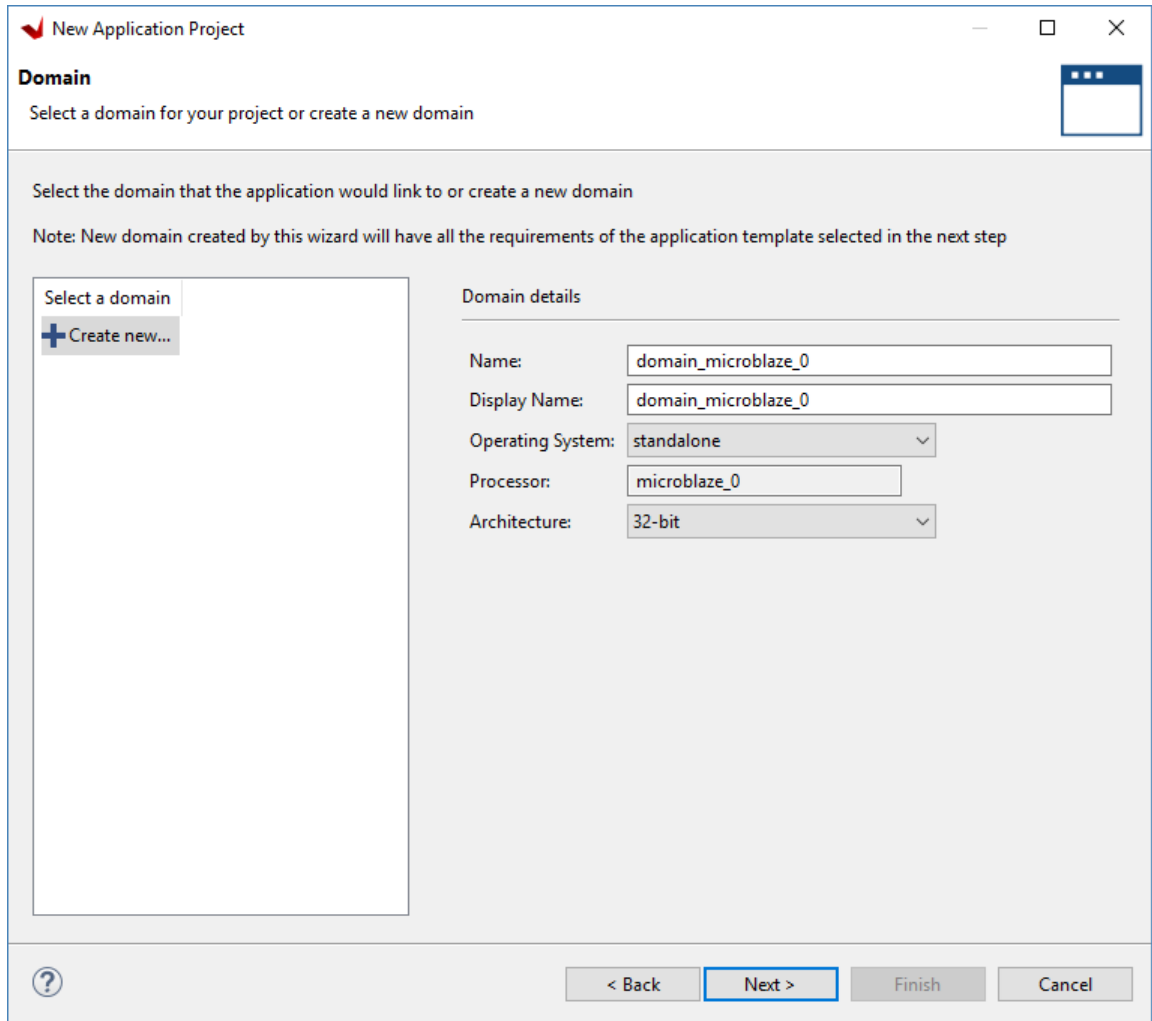 New Application Project
Domain
Select a domain for your project or create a new domain
Select the domain that the application would link to or create a new domain
Note: New domain created by this wizard will have all the requirements of the application template selected in the next step
Select a domain
Create new...
Domain details
Name: domain_microblaze_0
Display Name: domain_microblaze_0
Operating System: standalone
Processor: microblaze_0
Architecture: 32-bit
? < Back Next > Finish Cancel